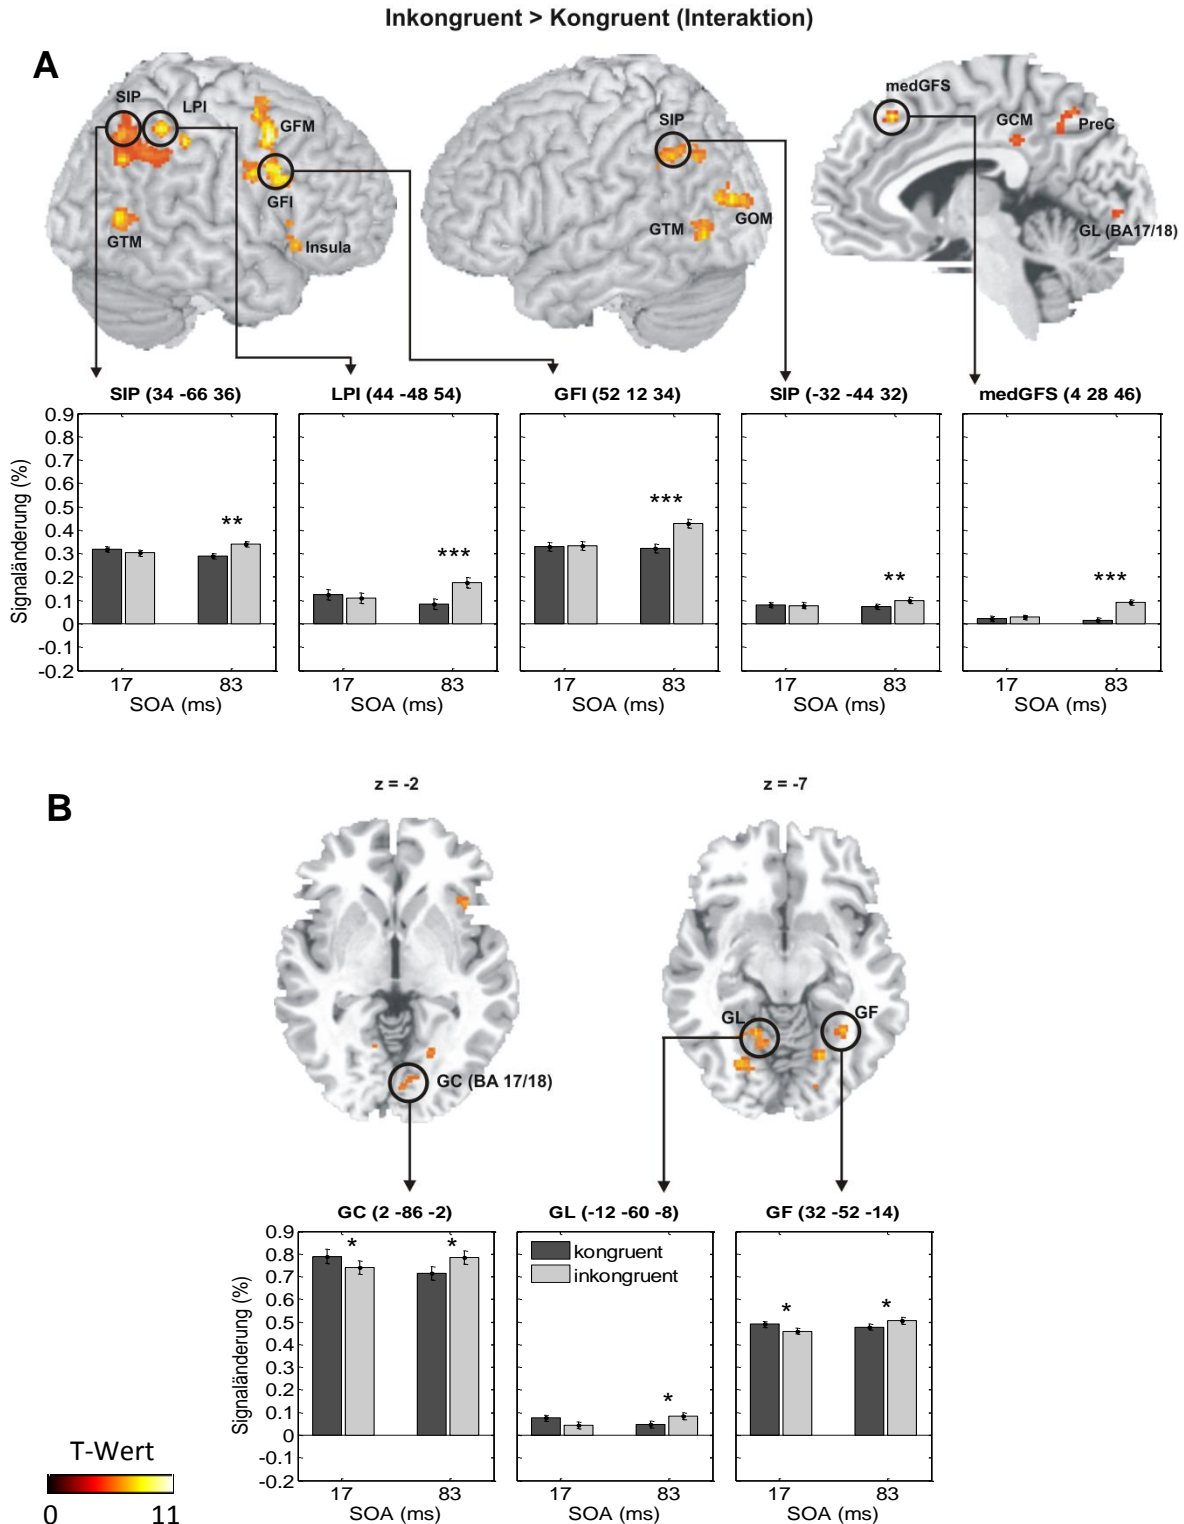 Inkongruent > Kongruent (Interaktion)
A
SIP
LPI
GFM
GFI
GTM
Insula
SIP
GOM
GTM
medGFS
GCM
PreC
GL (BA17/18)
SIP (34 -66 36)
LPI (44 -48 54)
GFI (52 12 34)
SIP (-32 -44 32)
medGFS (4 28 46)
Signaländerung (%)
0.9
0.8
0.7
0.6
0.5
0.4
0.3
0.2
0.1
0
-0.1
-0.2
**
***
***
**
***
17 83
17 83
17 83
17 83
17 83
SOA (ms)
SOA (ms)
SOA (ms)
SOA (ms)
SOA (ms)
B
z = -2
z = -7
GC (BA 17/18)
GL
GF
GC (2 -86 -2)
GL (-12 -60 -8)
GF (32 -52 -14)
Signaländerung (%)
0.9
0.8
0.7
0.6
0.5
0.4
0.3
0.2
0.1
0
-0.1
-0.2
* *
kongruent
inkongruent
*
* *
17 83
17 83
17 83
SOA (ms)
SOA (ms)
SOA (ms)
T-Wert
0 11